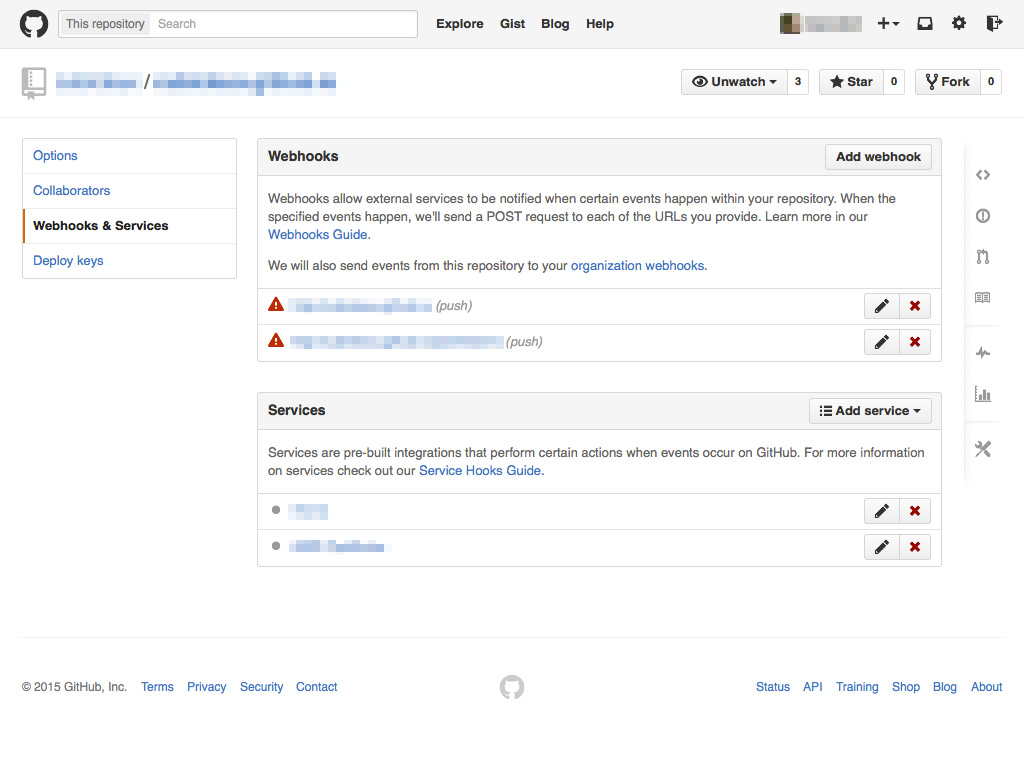 This repository Search Explore Gist Blog Help
/
Unwatch 3 Star 0 Fork 0
Options
Collaborators
Webhooks & Services
Deploy keys
Webhooks Add webhook
Webhooks allow external services to be notified when certain events happen within your repository. When the
specified events happen, we'll send a POST request to each of the URLs you provide. Learn more in our
Webhooks Guide.
We will also send events from this repository to your organization webhooks.
(push)
(push)
Services Add service
Services are pre-built integrations that perform certain actions when events occur on GitHub. For more information
on services check out our Service Hooks Guide.
© 2015 GitHub, Inc. Terms Privacy Security Contact Status API Training Shop Blog About